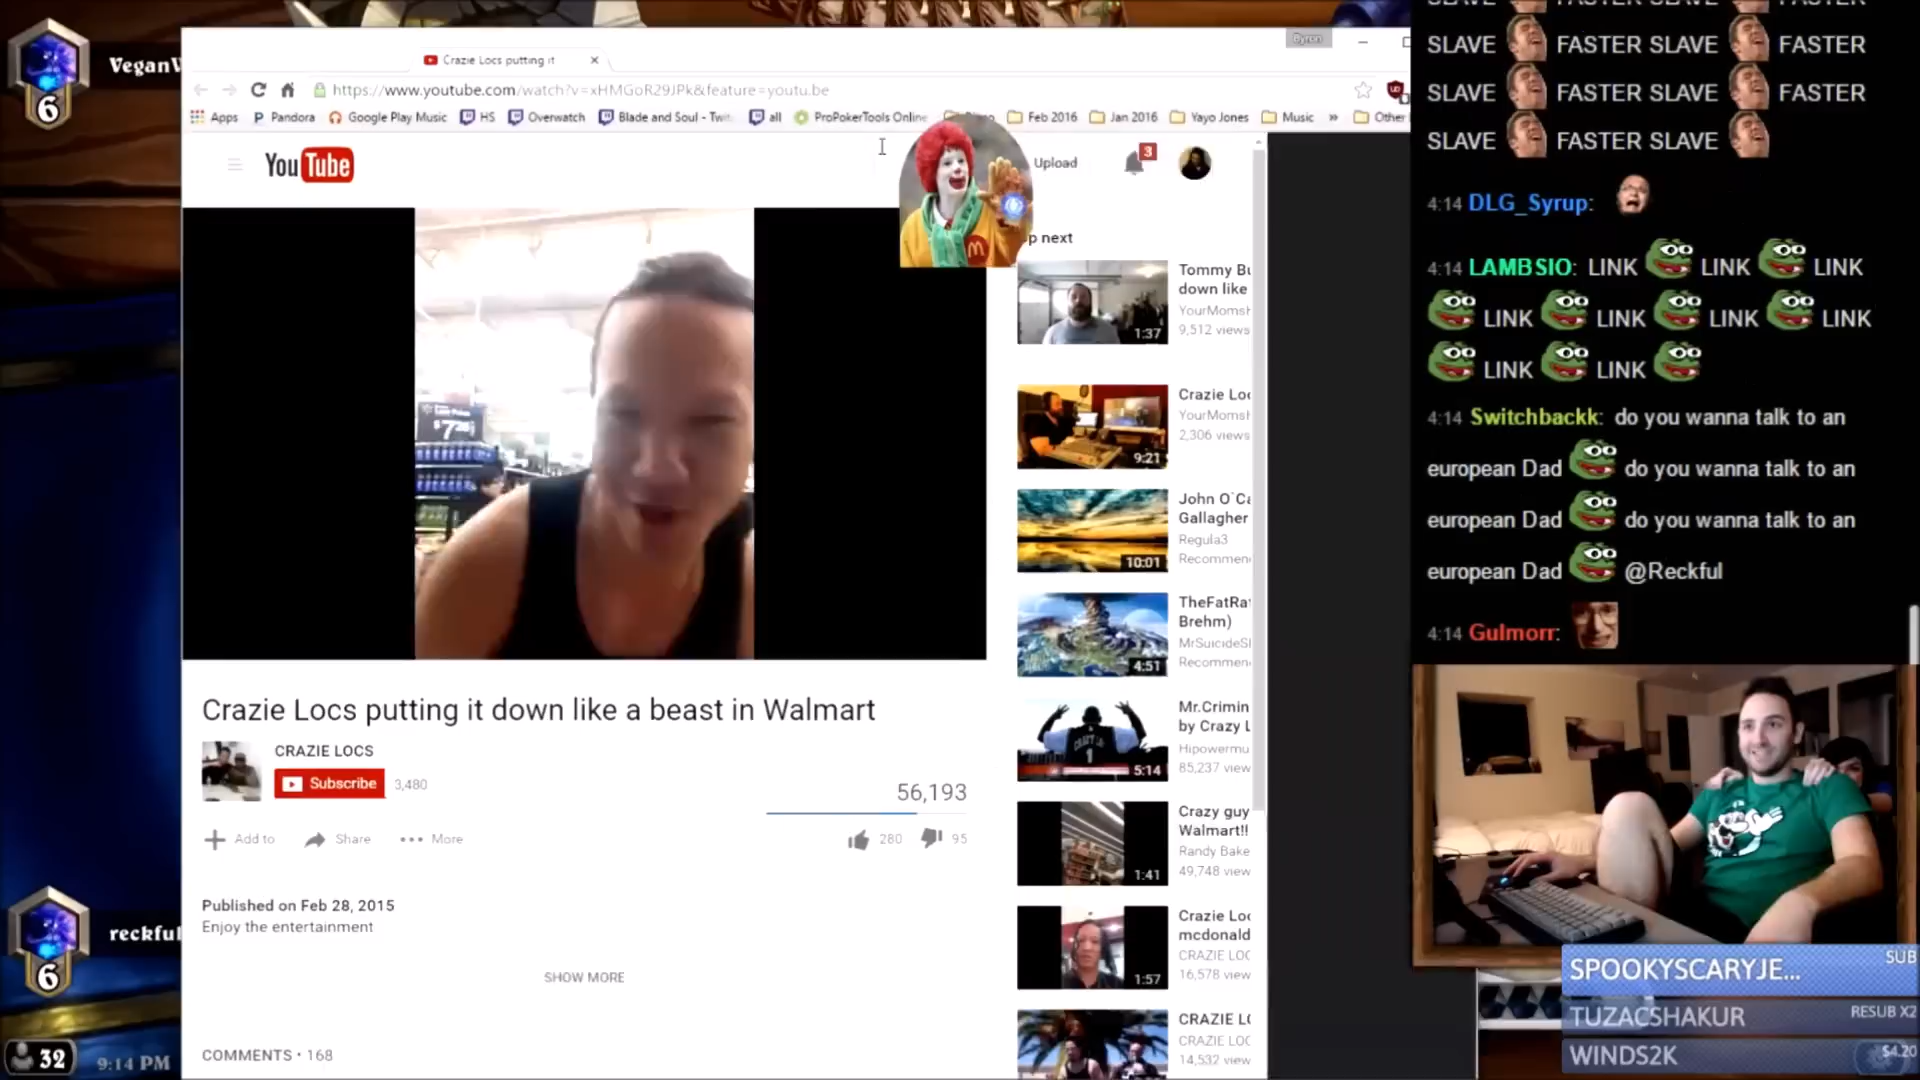 VeganW
6
Crazie Locs putting it
Byron
https://www.youtube.com/watch?v=xHMGoR29JPk&feature=youtu.be
Apps
Pandora
Google Play Music
HS
Overwatch
Blade and Soul - Twit
all
ProPokerTools Online
Feb 2016
Jan 2016
Yayo Jones
Music
»
Other
YouTube
Upload
3
p next
$7
Tommy Bu
down like
YourMomsH
9,512 views
1:37
Crazie Loc
YourMomsH
2,306 views
9:21
John O`Ca
Gallagher
Regula3
Recommen
10:01
TheFatRat
Brehm)
MrSuicideSh
Recommen
4:51
Mr.Crimin
by Crazy L
Hipowermu
85,237 view
5:14
Crazy guy
Walmart!!
Randy Bake
49,748 view
1:41
Crazie Loc
mcdonald
CRAZIE LOC
16,578 view
1:57
CRAZIE LO
CRAZIE LOC
14,532 view
Crazie Locs putting it down like a beast in Walmart
CRAZIE LOCS
Subscribe 3,480
56,193
Add to Share More
280 95
Published on Feb 28, 2015
Enjoy the entertainment
SHOW MORE
COMMENTS • 168
reckful
6
32
9:14 PM
SLAVE FASTER SLAVE FASTER
SLAVE FASTER SLAVE FASTER
SLAVE FASTER SLAVE FASTER
SLAVE FASTER SLAVE
4:14 DLG_Syrup:
4:14 LAMBSIO: LINK LINK LINK
LINK LINK LINK LINK
LINK LINK
4:14 Switchbackk: do you wanna talk to an
european Dad do you wanna talk to an
european Dad do you wanna talk to an
european Dad @Reckful
4:14 Gulmorr:
SPOOKYSCARYJE... SUB
TUZACSHAKUR RESUB X2
WINDS2K $4.20